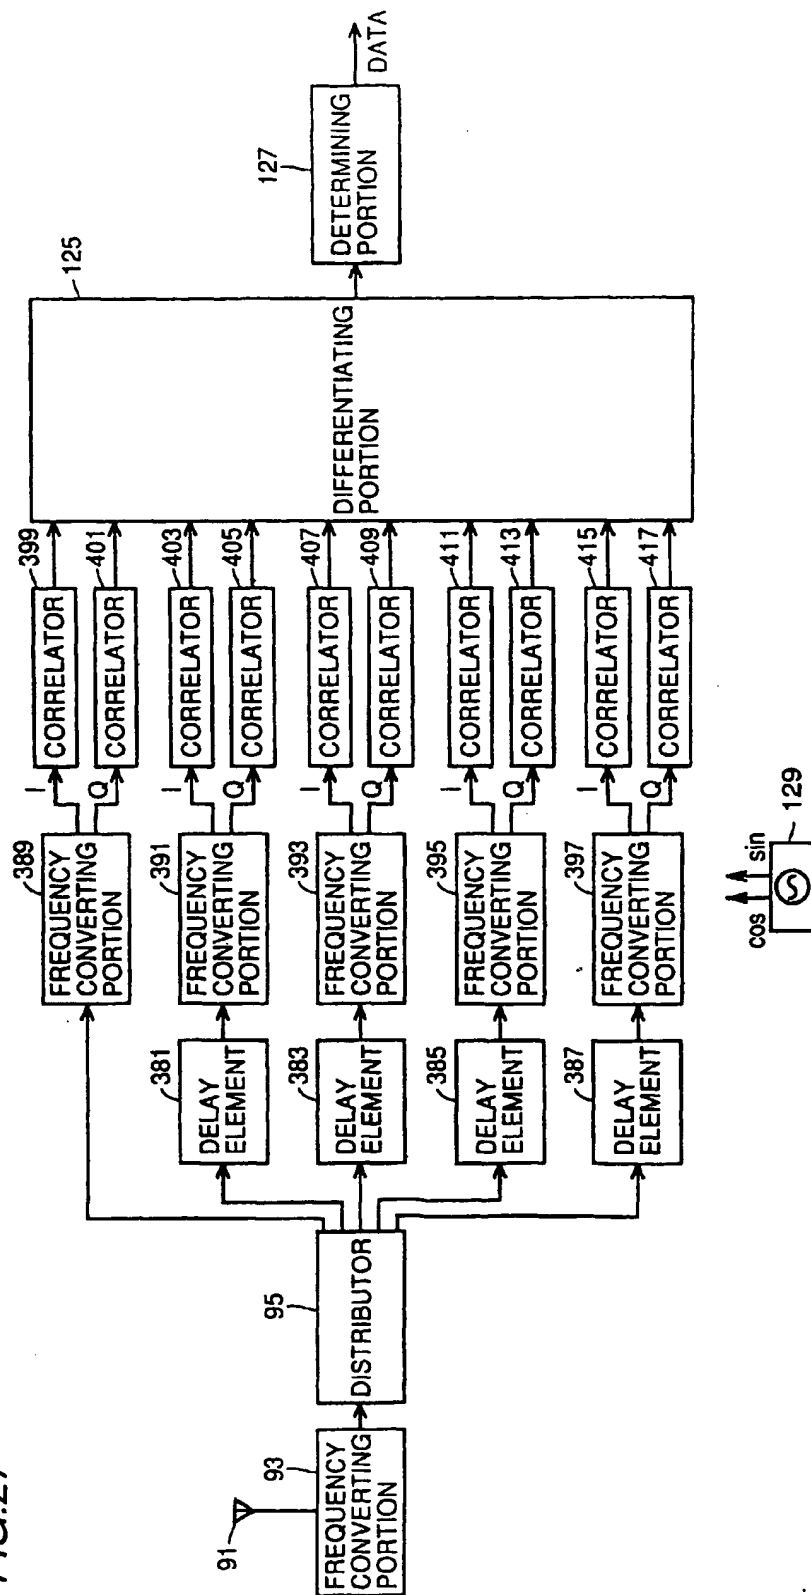 FIG.27
91
93
FREQUENCY
CONVERTING
PORTION
95
DISTRIBUTOR
381
DELAY
ELEMENT
383
DELAY
ELEMENT
385
DELAY
ELEMENT
387
DELAY
ELEMENT
389
FREQUENCY
CONVERTING
PORTION
391
FREQUENCY
CONVERTING
PORTION
393
FREQUENCY
CONVERTING
PORTION
395
FREQUENCY
CONVERTING
PORTION
397
FREQUENCY
CONVERTING
PORTION
I
Q
I
Q
I
Q
I
Q
I
Q
CORRELATOR
399
CORRELATOR
401
CORRELATOR
403
CORRELATOR
405
CORRELATOR
407
CORRELATOR
409
CORRELATOR
411
CORRELATOR
413
CORRELATOR
415
CORRELATOR
417
125
DIFFERENTIATING
PORTION
127
DETERMINING
PORTION
DATA
cos
sin
129